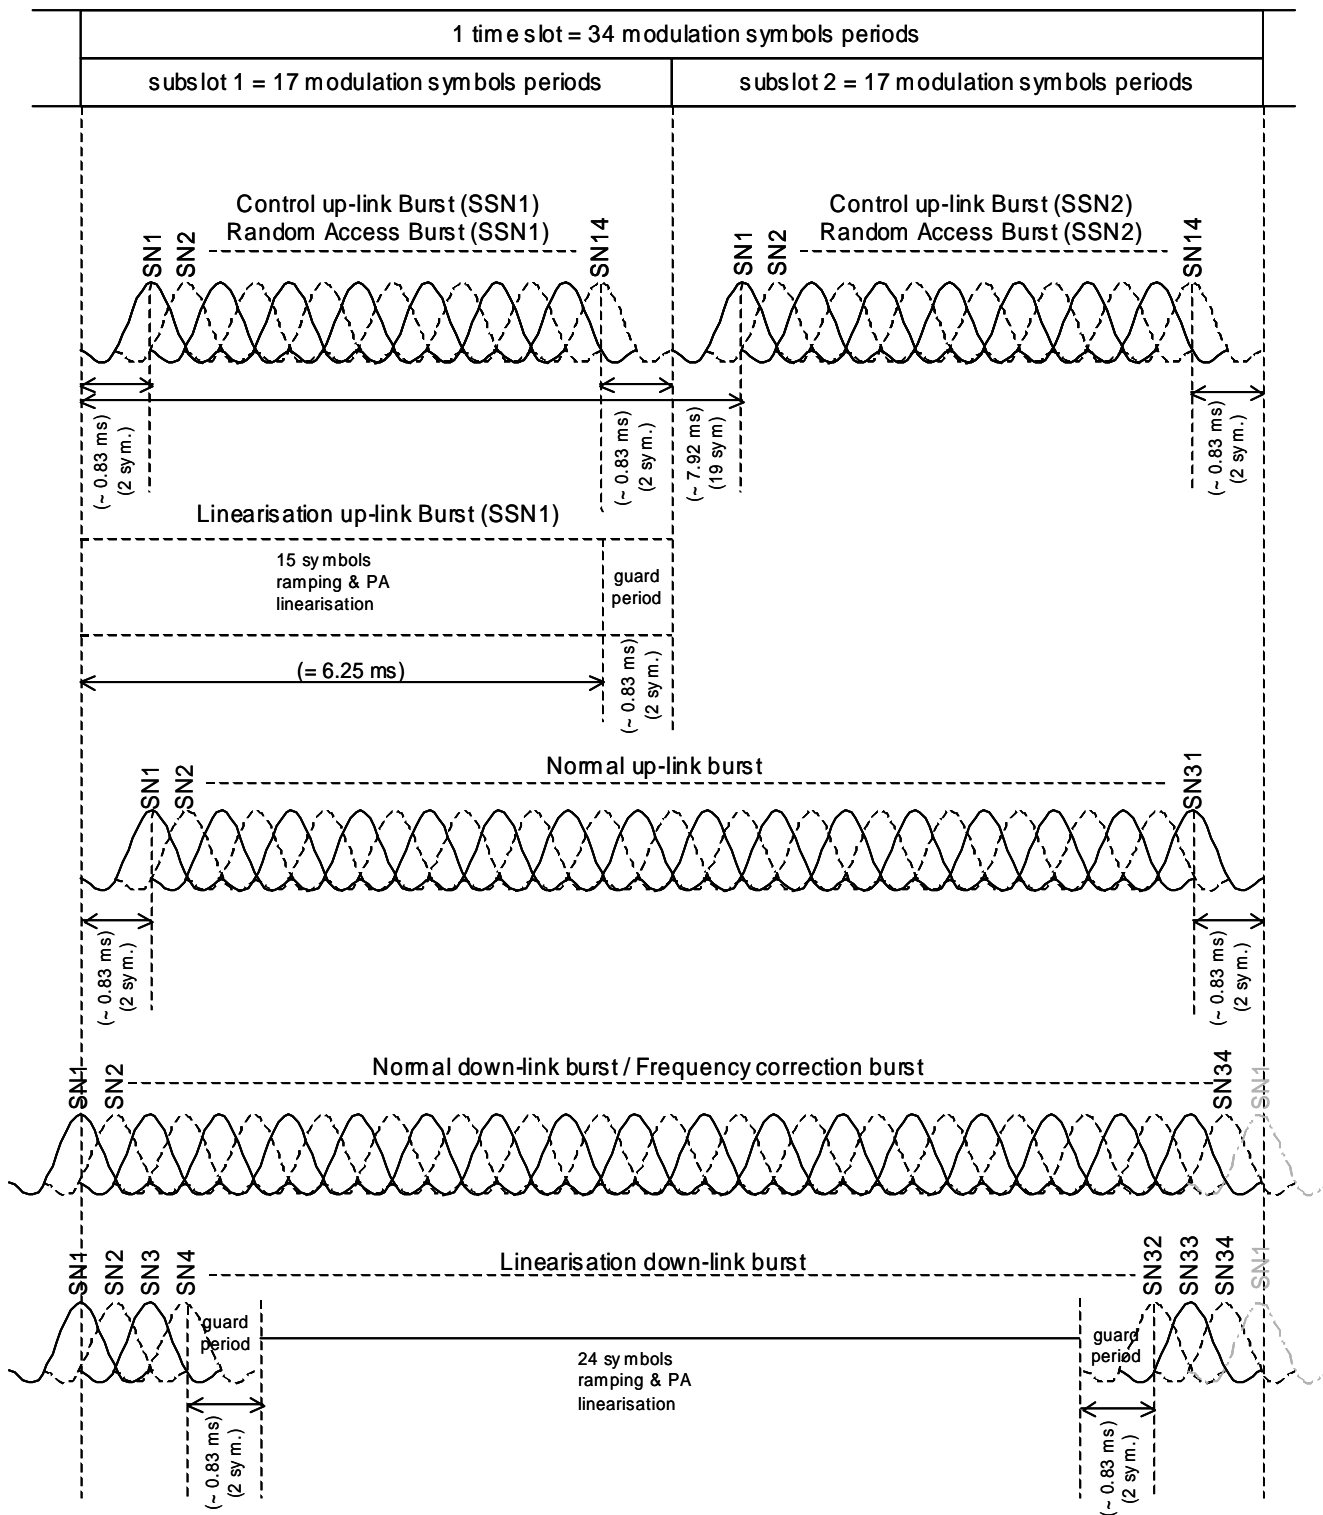 1 time slot = 34 modulation symbols periods
subslot 1 = 17 modulation symbols periods
subslot 2 = 17 modulation symbols periods
Control up-link Burst (SSN1)
Random Access Burst (SSN1)
SN1
SN2
SN14
Control up-link Burst (SSN2)
Random Access Burst (SSN2)
SN1
SN2
SN14
(~ 0.83 ms)
(2 sym.)
(~ 0.83 ms)
(2 sym.)
(~ 7.92 ms)
(19 sym)
(~ 0.83 ms)
(2 sym.)
Linearisation up-link Burst (SSN1)
15 symbols
ramping & PA
linearisation
guard
period
(= 6.25 ms)
(~ 0.83 ms)
(2 sym.)
Normal up-link burst
SN1
SN2
SN31
(~ 0.83 ms)
(2 sym.)
(~ 0.83 ms)
(2 sym.)
Normal down-link burst / Frequency correction burst
SN1
SN2
SN34
SN1
Linearisation down-link burst
SN1
SN2
SN3
SN4
SN32
SN33
SN34
SN1
guard
period
24 symbols
ramping & PA
linearisation
guard
period
(~ 0.83 ms)
(2 sym.)
(~ 0.83 ms)
(2 sym.)